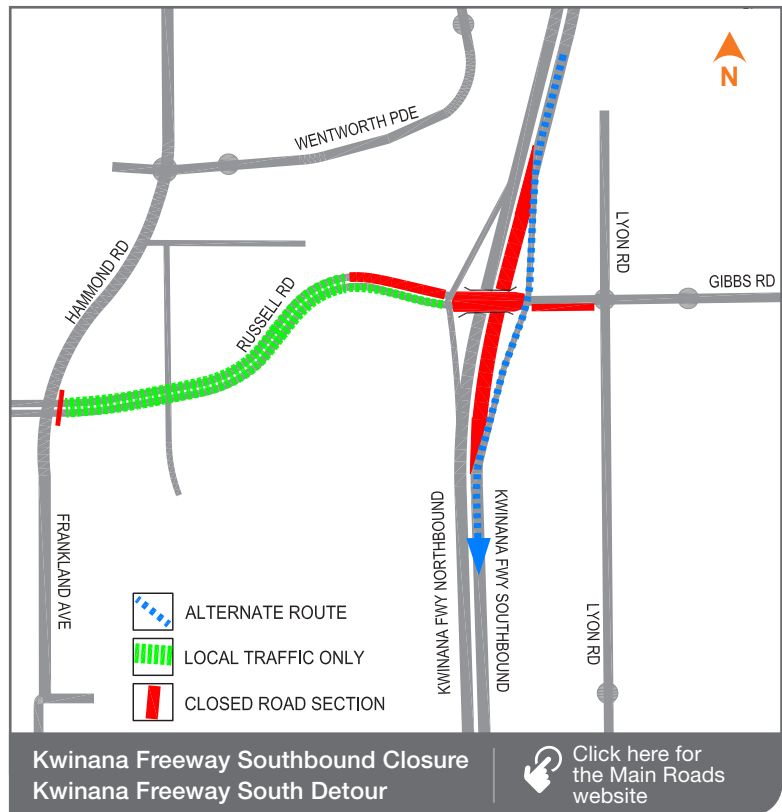 N
WENTWORTH PDE
HAMMOND RD
LYON RD
GIBBS RD
RUSSELL RD
FRANKLAND AVE
KWINANA FWY NORTHBOUND
KWINANA FWY SOUTHBOUND
LYON RD
ALTERNATE ROUTE
LOCAL TRAFFIC ONLY
CLOSED ROAD SECTION
Kwinana Freeway Southbound Closure
Kwinana Freeway South Detour
Click here for
the Main Roads
website